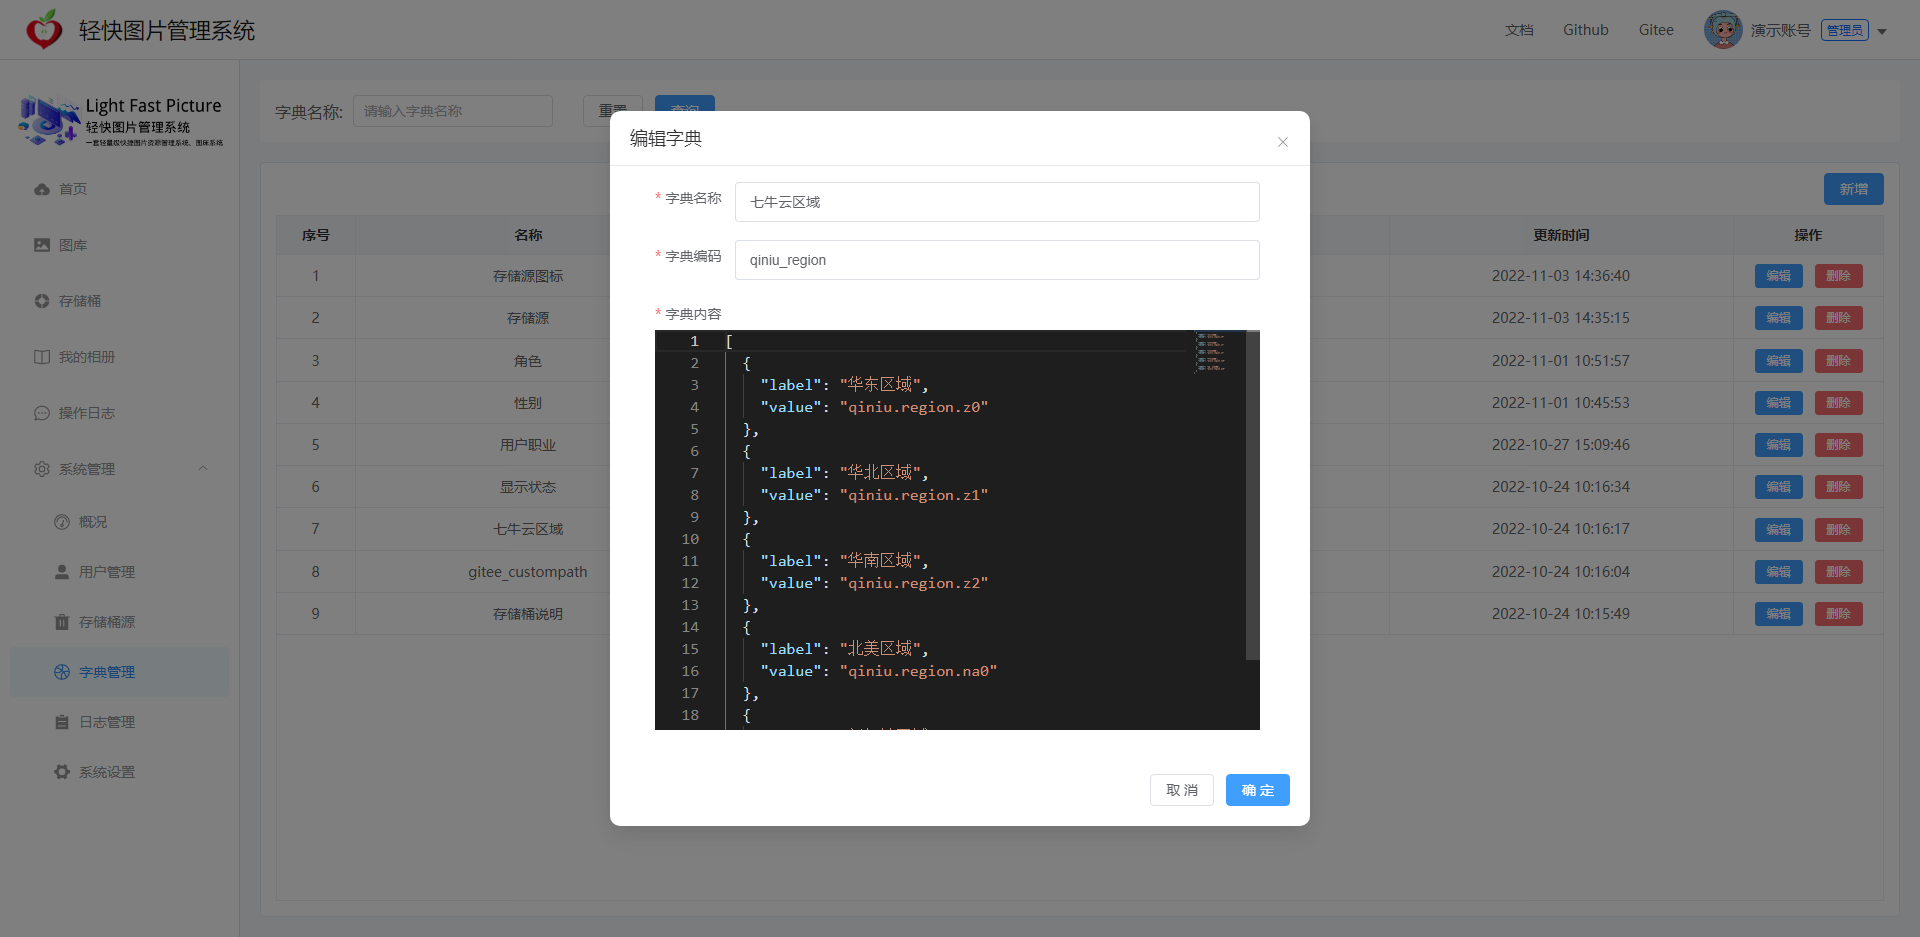 轻快图片管理系统
文档
Github
Gitee
演示账号
管理员
Light Fast Picture
轻快图片管理系统
一套轻量级快捷图片资源管理系统、图床系统
首页
图库
存储桶
我的相册
操作日志
系统管理
概况
用户管理
存储桶源
字典管理
日志管理
系统设置
字典名称:
请输入字典名称
重置
查询
新增
序号 名称 更新时间 操作
1 存储源图标 2022-11-03 14:36:40 编辑 删除
2 存储源 2022-11-03 14:35:15 编辑 删除
3 角色 2022-11-01 10:51:57 编辑 删除
4 性别 2022-11-01 10:45:53 编辑 删除
5 用户职业 2022-10-27 15:09:46 编辑 删除
6 显示状态 2022-10-24 10:16:34 编辑 删除
7 七牛云区域 2022-10-24 10:16:17 编辑 删除
8 gitee_custompath 2022-10-24 10:16:04 编辑 删除
9 存储桶说明 2022-10-24 10:15:49 编辑 删除
编辑字典
* 字典名称 七牛云区域
* 字典编码 qiniu_region
* 字典内容
1 [
2 {
3 "label": "华东区域",
4 "value": "qiniu.region.z0"
5 },
6 {
7 "label": "华北区域",
8 "value": "qiniu.region.z1"
9 },
10 {
11 "label": "华南区域",
12 "value": "qiniu.region.z2"
13 },
14 {
15 "label": "北美区域",
16 "value": "qiniu.region.na0"
17 },
18 {
取 消
确 定